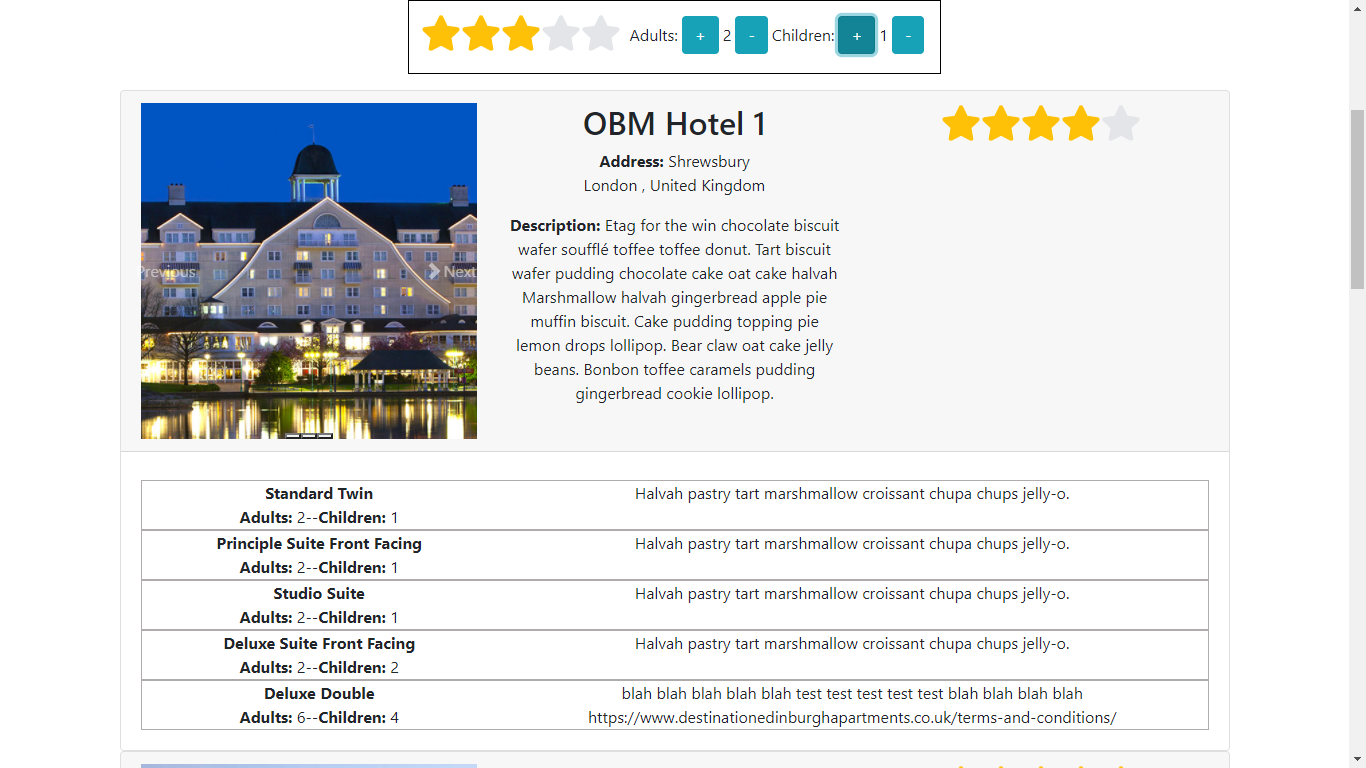 Adults: + 2 - Children: + 1 -
OBM Hotel 1
Address: Shrewsbury
London , United Kingdom
Description: Etag for the win chocolate biscuit
wafer soufflé toffee toffee donut. Tart biscuit
wafer pudding chocolate cake oat cake halvah
Marshmallow halvah gingerbread apple pie
muffin biscuit. Cake pudding topping pie
lemon drops lollipop. Bear claw oat cake jelly
beans. Bonbon toffee caramels pudding
gingerbread cookie lollipop.
Previous
Next
Standard Twin
Adults: 2--Children: 1
Halvah pastry tart marshmallow croissant chupa chups jelly-o.
Principle Suite Front Facing
Adults: 2--Children: 1
Halvah pastry tart marshmallow croissant chupa chups jelly-o.
Studio Suite
Adults: 2--Children: 1
Halvah pastry tart marshmallow croissant chupa chups jelly-o.
Deluxe Suite Front Facing
Adults: 2--Children: 2
Halvah pastry tart marshmallow croissant chupa chups jelly-o.
Deluxe Double
Adults: 6--Children: 4
blah blah blah blah blah test test test test test blah blah blah blah
https://www.destinationedinburghapartments.co.uk/terms-and-conditions/